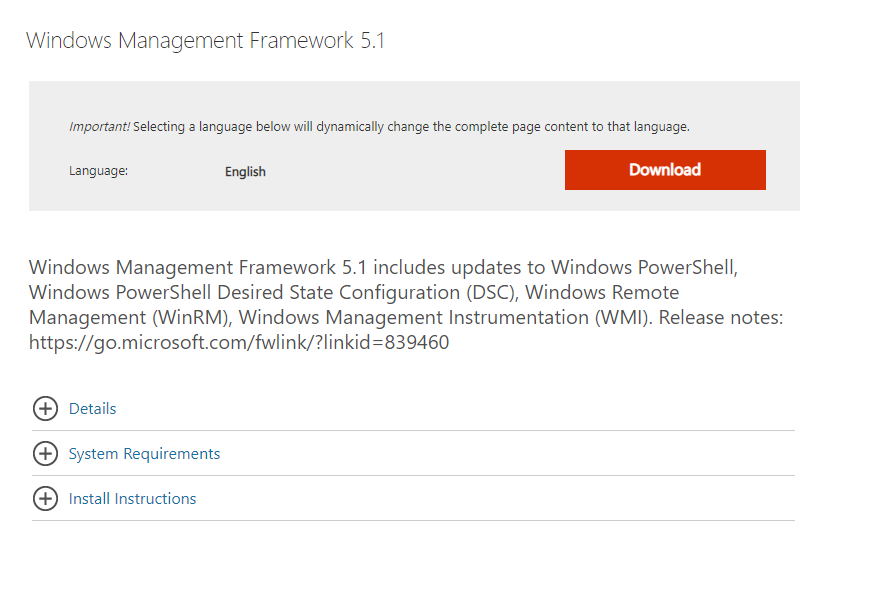 Windows Management Framework 5.1
Important! Selecting a language below will dynamically change the complete page content to that language.
Language:
English
Download
Windows Management Framework 5.1 includes updates to Windows PowerShell,
Windows PowerShell Desired State Configuration (DSC), Windows Remote
Management (WinRM), Windows Management Instrumentation (WMI). Release notes:
https://go.microsoft.com/fwlink/?linkid=839460
Details
System Requirements
Install Instructions